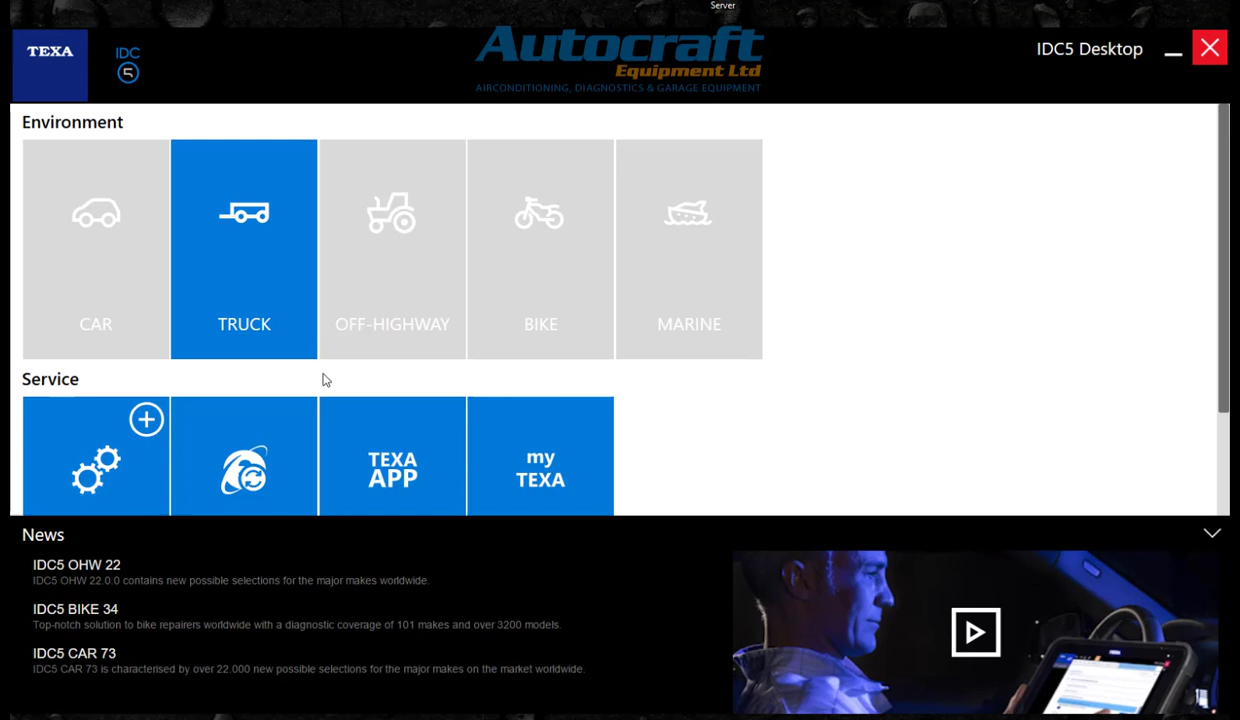 Server
TEXA
IDC
5
Autocraft
Equipment Ltd
AIRCONDITIONING, DIAGNOSTICS & GARAGE EQUIPMENT
IDC5 Desktop
Environment
CAR
TRUCK
OFF-HIGHWAY
BIKE
MARINE
Service
TEXA
APP
my
TEXA
News
IDC5 OHW 22
IDC5 OHW 22.0.0 contains new possible selections for the major makes worldwide.
IDC5 BIKE 34
Top-notch solution to bike repairers worldwide with a diagnostic coverage of 101 makes and over 3200 models.
IDC5 CAR 73
IDC5 CAR 73 is characterised by over 22.000 new possible selections for the major makes on the market worldwide.